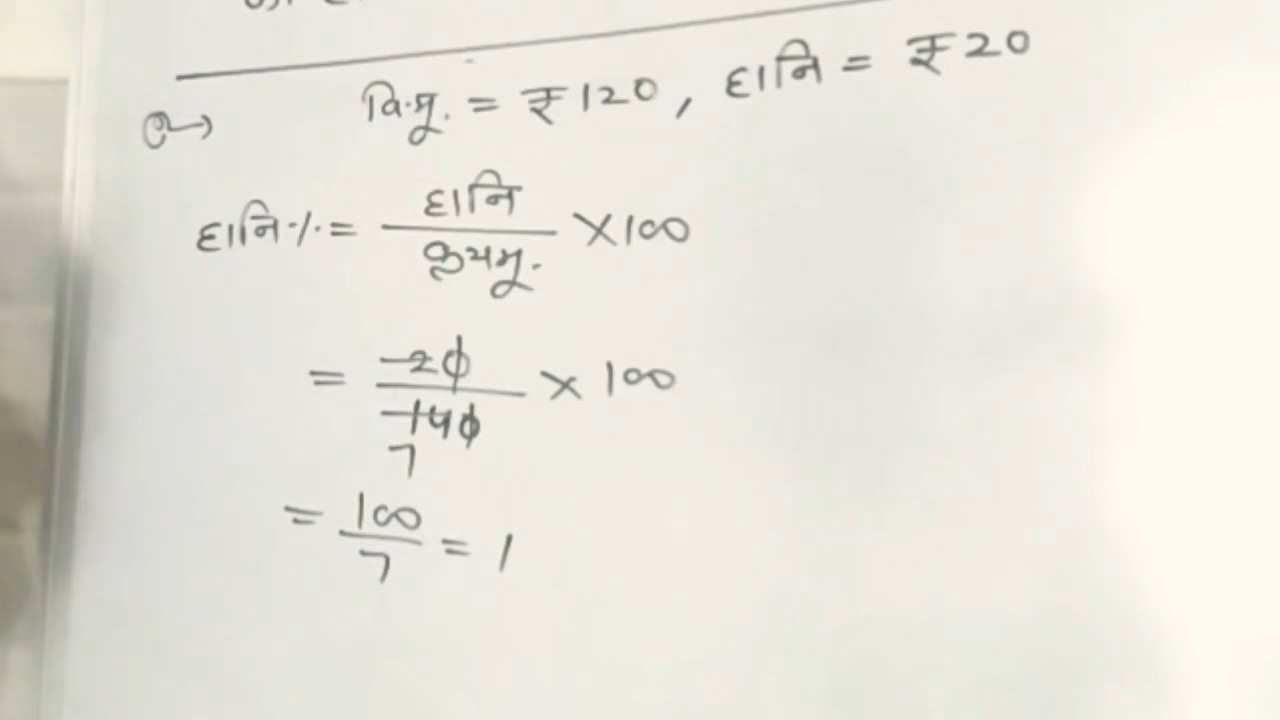 वि.मू. = ₹120, हानि = ₹20
हानि % = हानि / क्रयमू. × 100
= 20 / 140 × 100
7
= 100 / 7 = 1